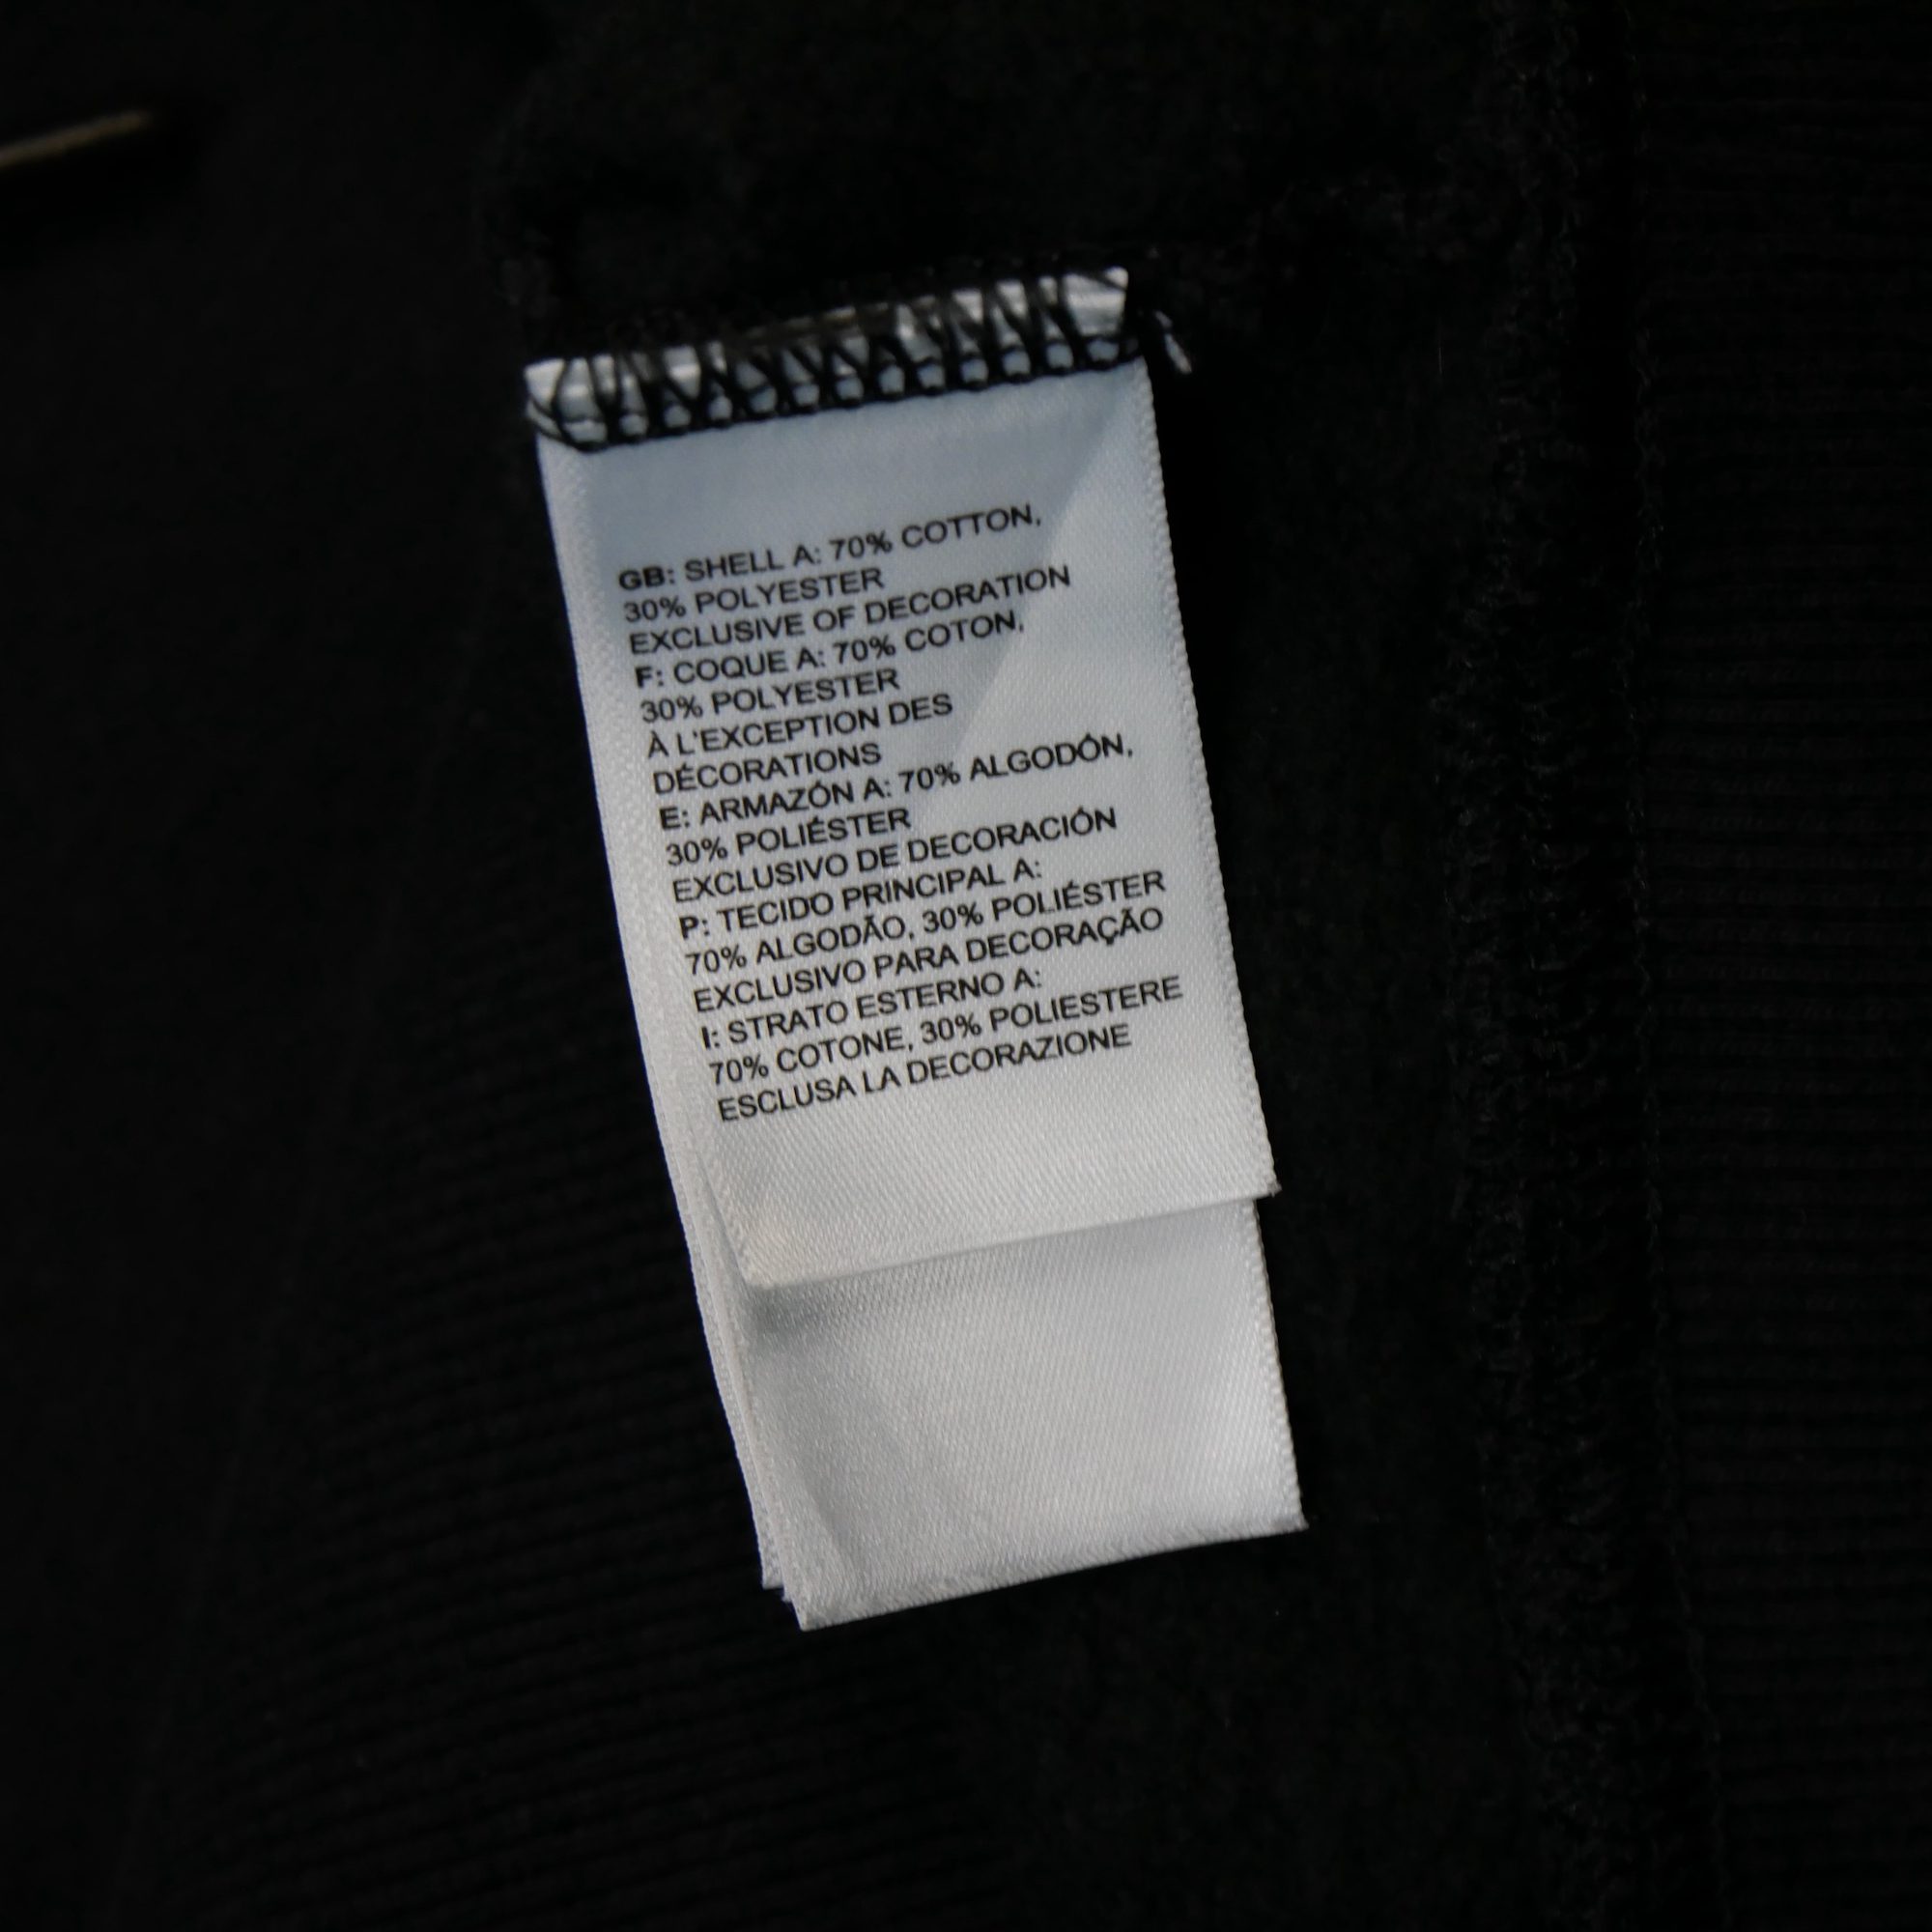 GB: SHELL A: 70% COTTON,
30% POLYESTER
EXCLUSIVE OF DECORATION
F: COQUE A: 70% COTON,
30% POLYESTER
À L'EXCEPTION DES
DÉCORATIONS
E: ARMAZÓN A: 70% ALGODÓN,
30% POLIÉSTER
EXCLUSIVO DE DECORACIÓN
P: TECIDO PRINCIPAL A:
70% ALGODÃO, 30% POLIÉSTER
EXCLUSIVO PARA DECORAÇÃO
I: STRATO ESTERNO A:
70% COTONE, 30% POLIESTERE
ESCLUSA LA DECORAZIONE